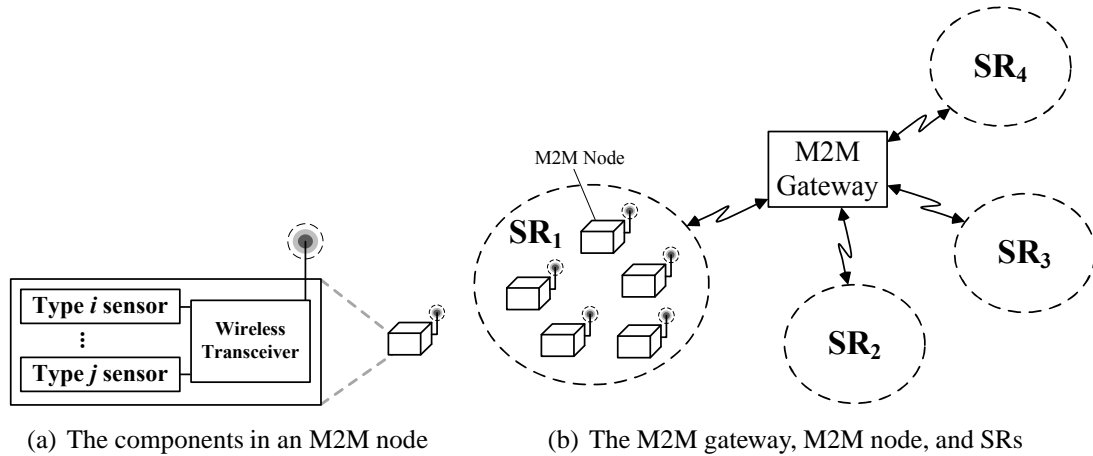 SR₄
M2M Node
M2M
Gateway
SR₁
SR₃
Type i sensor
⋮
Type j sensor
Wireless
Transceiver
SR₂
(a) The components in an M2M node
(b) The M2M gateway, M2M node, and SRs